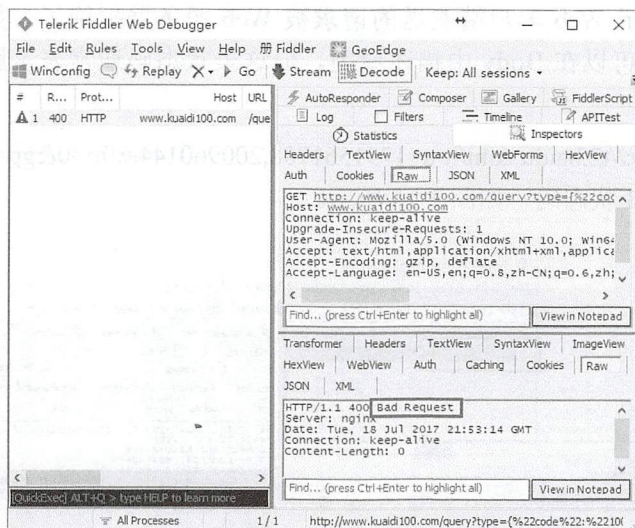 Telerik Fiddler Web Debugger
File Edit Rules Tools View Help Fiddler GeoEdge
WinConfig Replay X Go Stream Decode Keep: All sessions
# R... Prot... Host URL
1 400 HTTP www.kuaidi100.com /que
AutoResponder Composer Gallery FiddlerScript
Log Filters Timeline APITest
Statistics Inspectors
Headers TextView SyntaxView WebForms HexView
Auth Cookies Raw JSON XML
GET http://www.kuaidi100.com/query?type={%22coc
Host: www.kuaidi100.com
Connection: keep-alive
Upgrade-Insecure-Requests: 1
User-Agent: Mozilla/5.0 (Windows NT 10.0; Win64
Accept: text/html,application/xhtml+xml,applica
Accept-Encoding: gzip, deflate
Accept-Language: en-US,en;q=0.8,zh-CN;q=0.6,zh;
Find... (press Ctrl+Enter to highlight all) View in Notepad
Transformer Headers TextView SyntaxView ImageView
HexView WebView Auth Caching Cookies Raw
JSON XML
HTTP/1.1 400 Bad Request
Server: nginx
Date: Tue, 18 Jul 2017 21:53:14 GMT
Connection: keep-alive
Content-Length: 0
Find... (press Ctrl+Enter to highlight all) View in Notepad
[QuickExec] ALT+Q > type HELP to learn more
All Processes 1 / 1 http://www.kuaidi100.com/query?type={%22code%22:%2210(